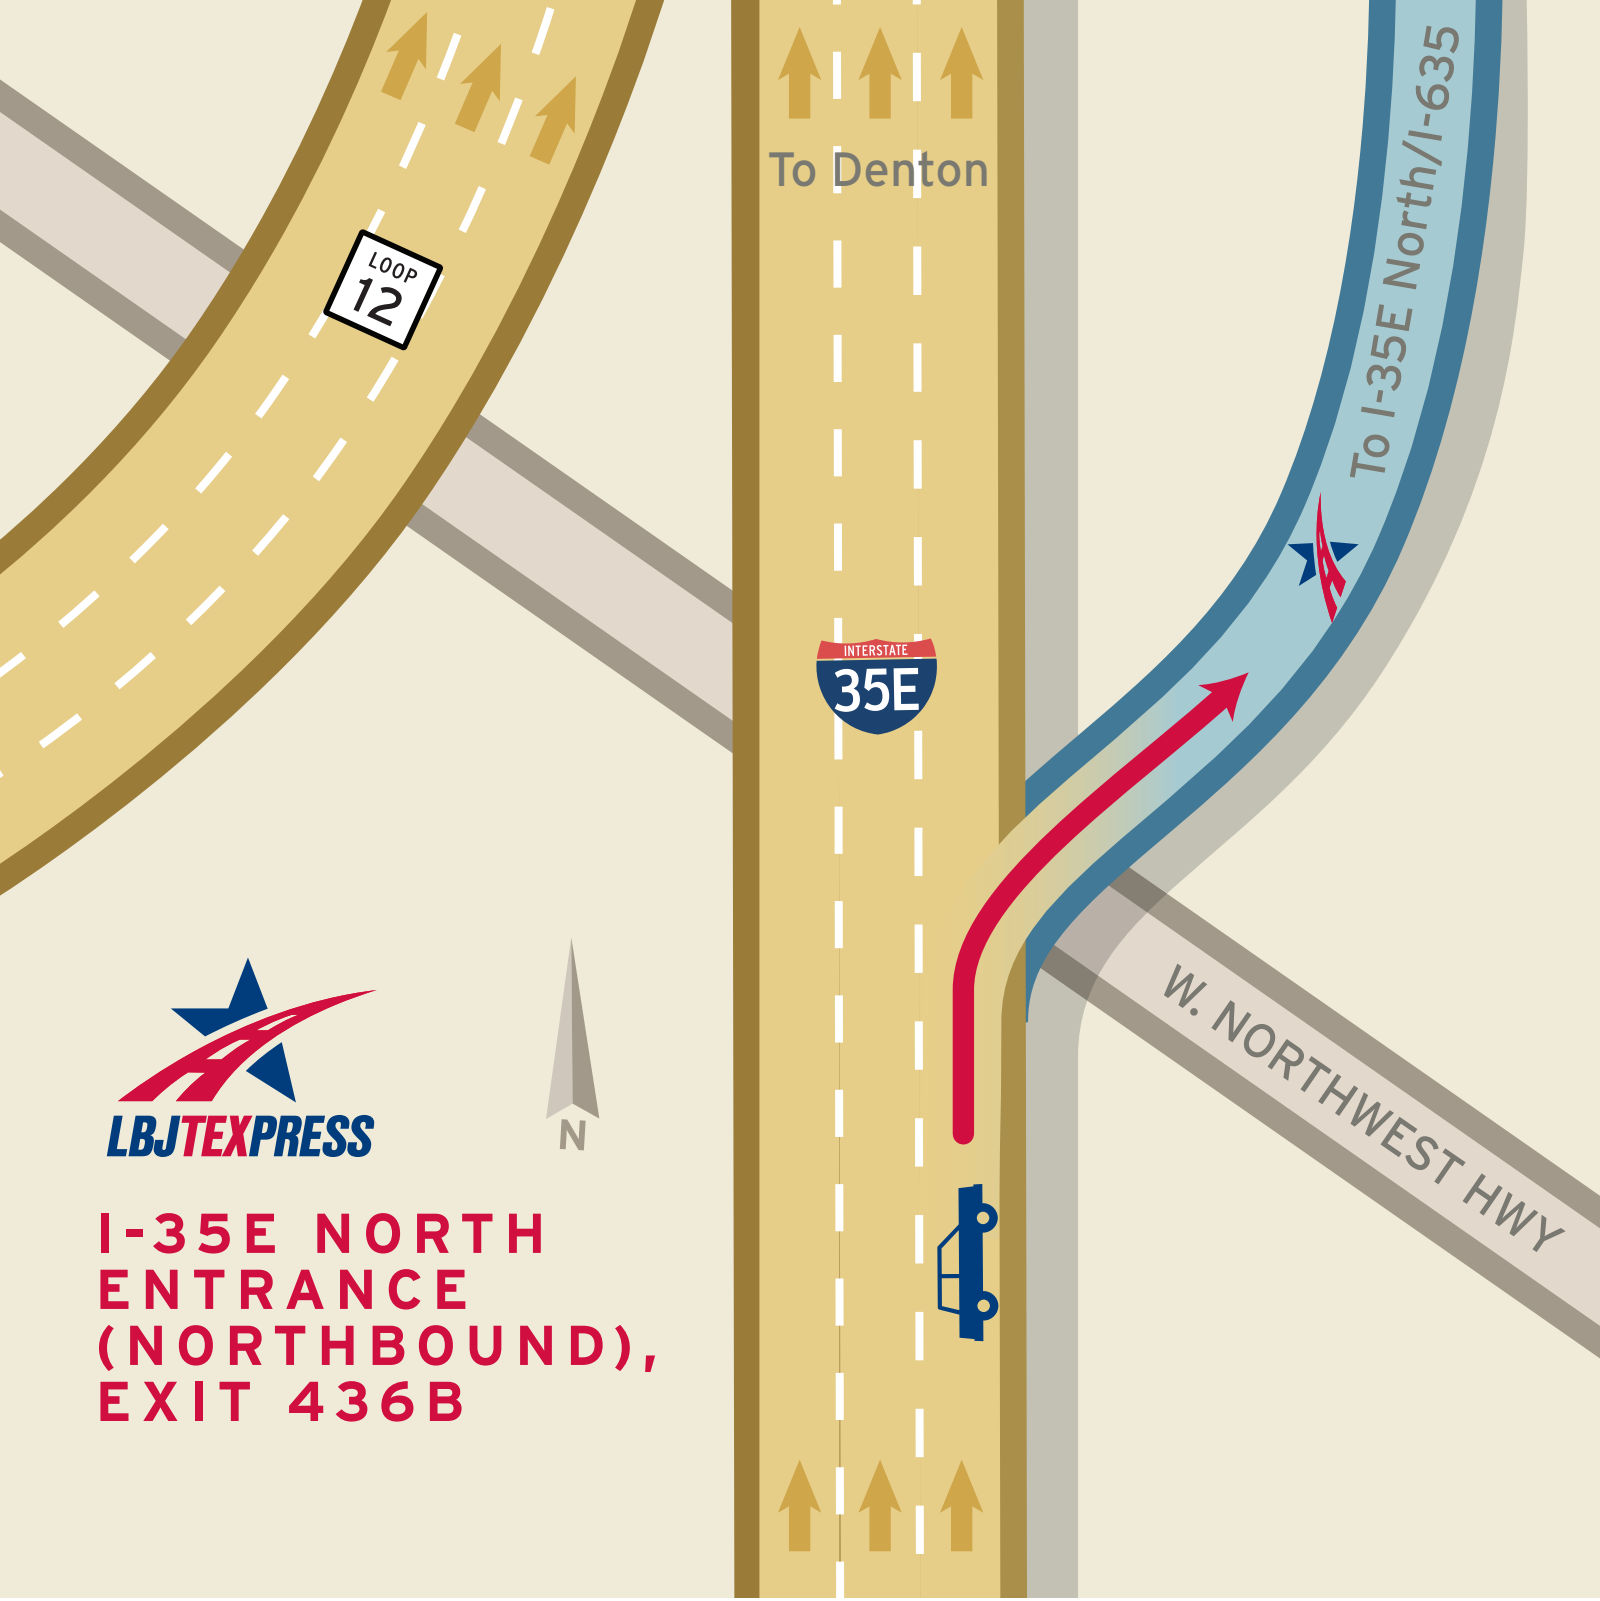 To Denton
To I-35E North/I-635
LOOP
12
INTERSTATE
35E
W. NORTHWEST HWY
LBJTEXPRESS
N
I-35E NORTH
ENTRANCE
(NORTHBOUND),
EXIT 436B